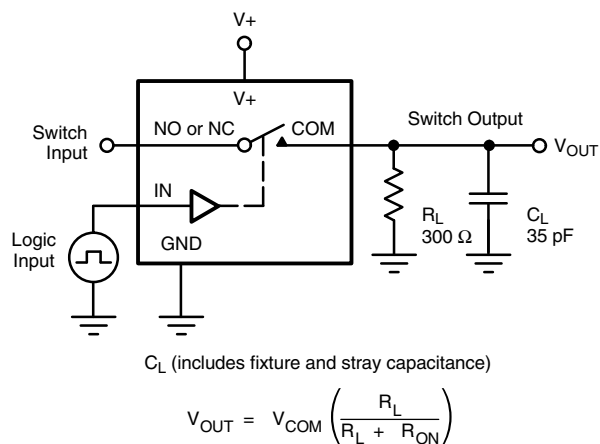 V+
V+
Switch Output
Switch
Input
NO or NC
COM
V_OUT
IN
R_L
300 Ω
C_L
35 pF
Logic
Input
GND
C_L (includes fixture and stray capacitance)
V_OUT = V_COM ( R_L / R_L + R_ON )